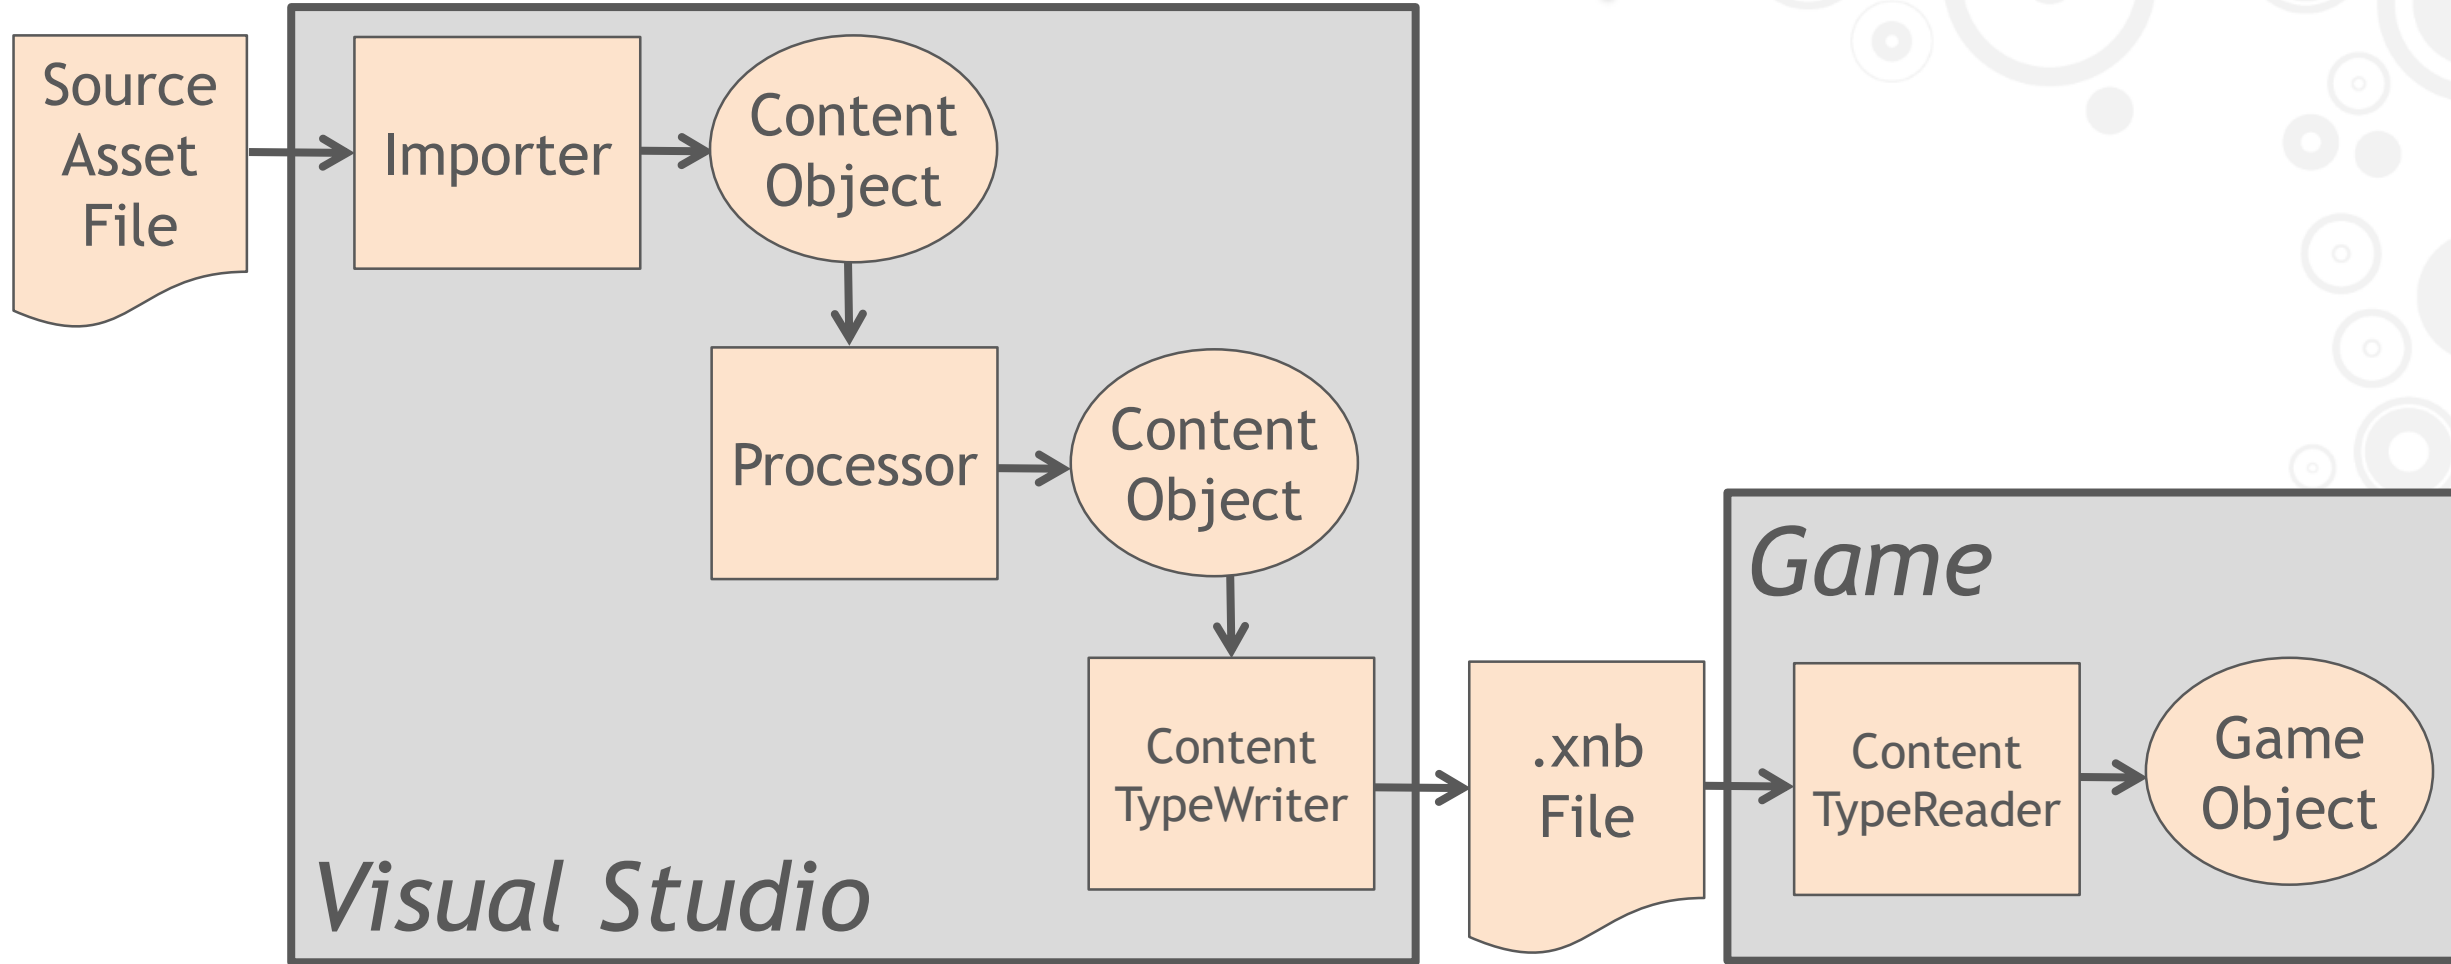 Source
Asset
File
Importer
Content
Object
Processor
Content
Object
Content
TypeWriter
Visual Studio
.xnb
File
Game
Content
TypeReader
Game
Object